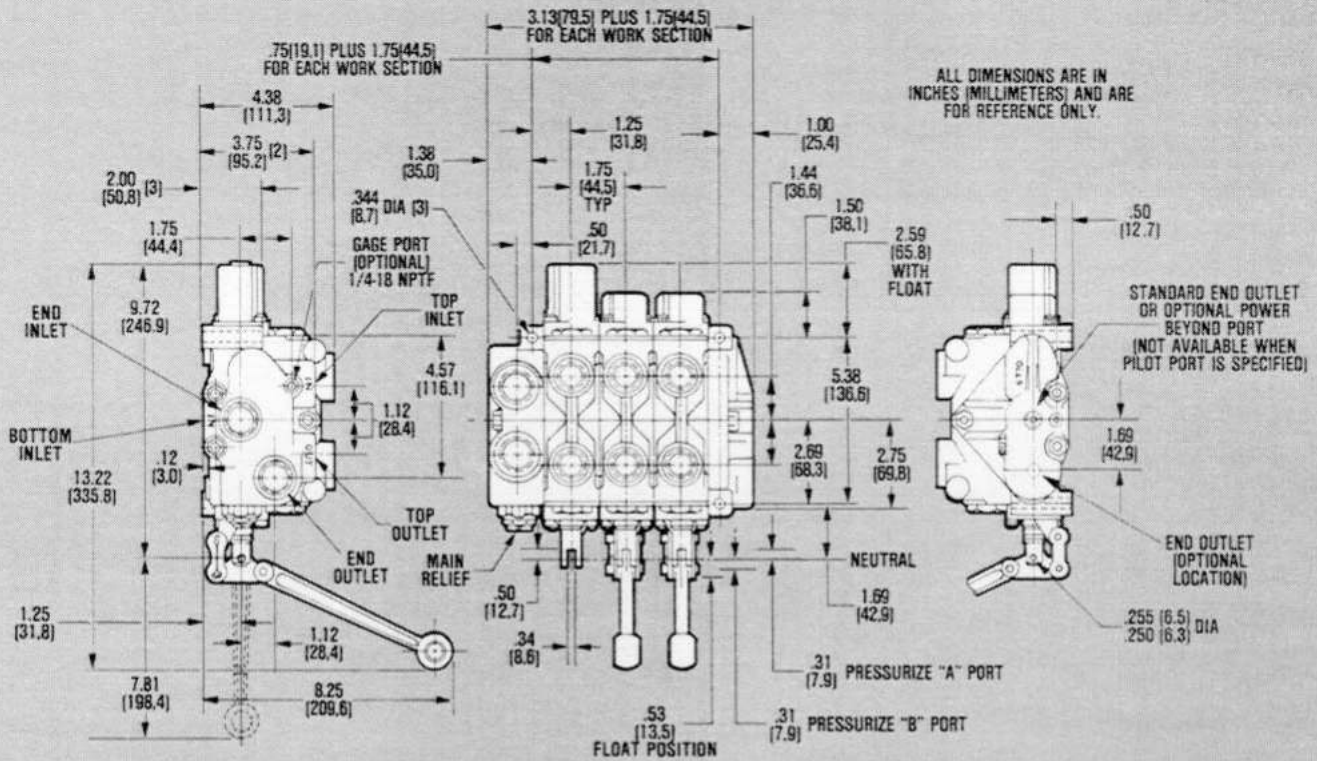 3.13(79.5) PLUS 1.75(44.5)
FOR EACH WORK SECTION
.75(19.1) PLUS 1.75(44.5)
FOR EACH WORK SECTION
ALL DIMENSIONS ARE IN
INCHES (MILLIMETERS) AND ARE
FOR REFERENCE ONLY.
4.38
(111,3)
3.75
(95.2) (2)
2.00
(50,8) (3)
1.75
(44.4)
GAGE PORT
(OPTIONAL)
1/4-18 NPTF
TOP
INLET
END
INLET
9.72
(246.9)
BOTTOM
INLET
13.22
(335.8)
.12
(3.0)
4.57
(116.1)
1.12
(28.4)
IN
IN
OUT
TOP
OUTLET
END
OUTLET
1.25
(31,8)
1.12
(28,4)
7.81
(198,4)
8.25
(209,6)
1.38
(35.0)
1.25
(31.8)
1.00
(25,4)
.344
(8.7) DIA (3)
1.75
(44.5)
TYP
.50
(21.7)
1.44
(36.6)
1.50
(38,1)
2.59
(65.8)
WITH
FLOAT
5.38
(136.6)
2.69
(68.3)
2.75
(69,8)
MAIN
RELIEF
NEUTRAL
.50
(12,7)
.34
(8,6)
1.69
(42,9)
.31
(7,9) PRESSURIZE "A" PORT
.31
(7,9) PRESSURIZE "B" PORT
.53
(13.5)
FLOAT POSITION
.50
(12.7)
STANDARD END OUTLET
OR OPTIONAL POWER
BEYOND PORT
(NOT AVAILABLE WHEN
PILOT PORT IS SPECIFIED)
1.69
(42,9)
END OUTLET
(OPTIONAL
LOCATION)
.255 (6.5)
.250 (6.3) DIA